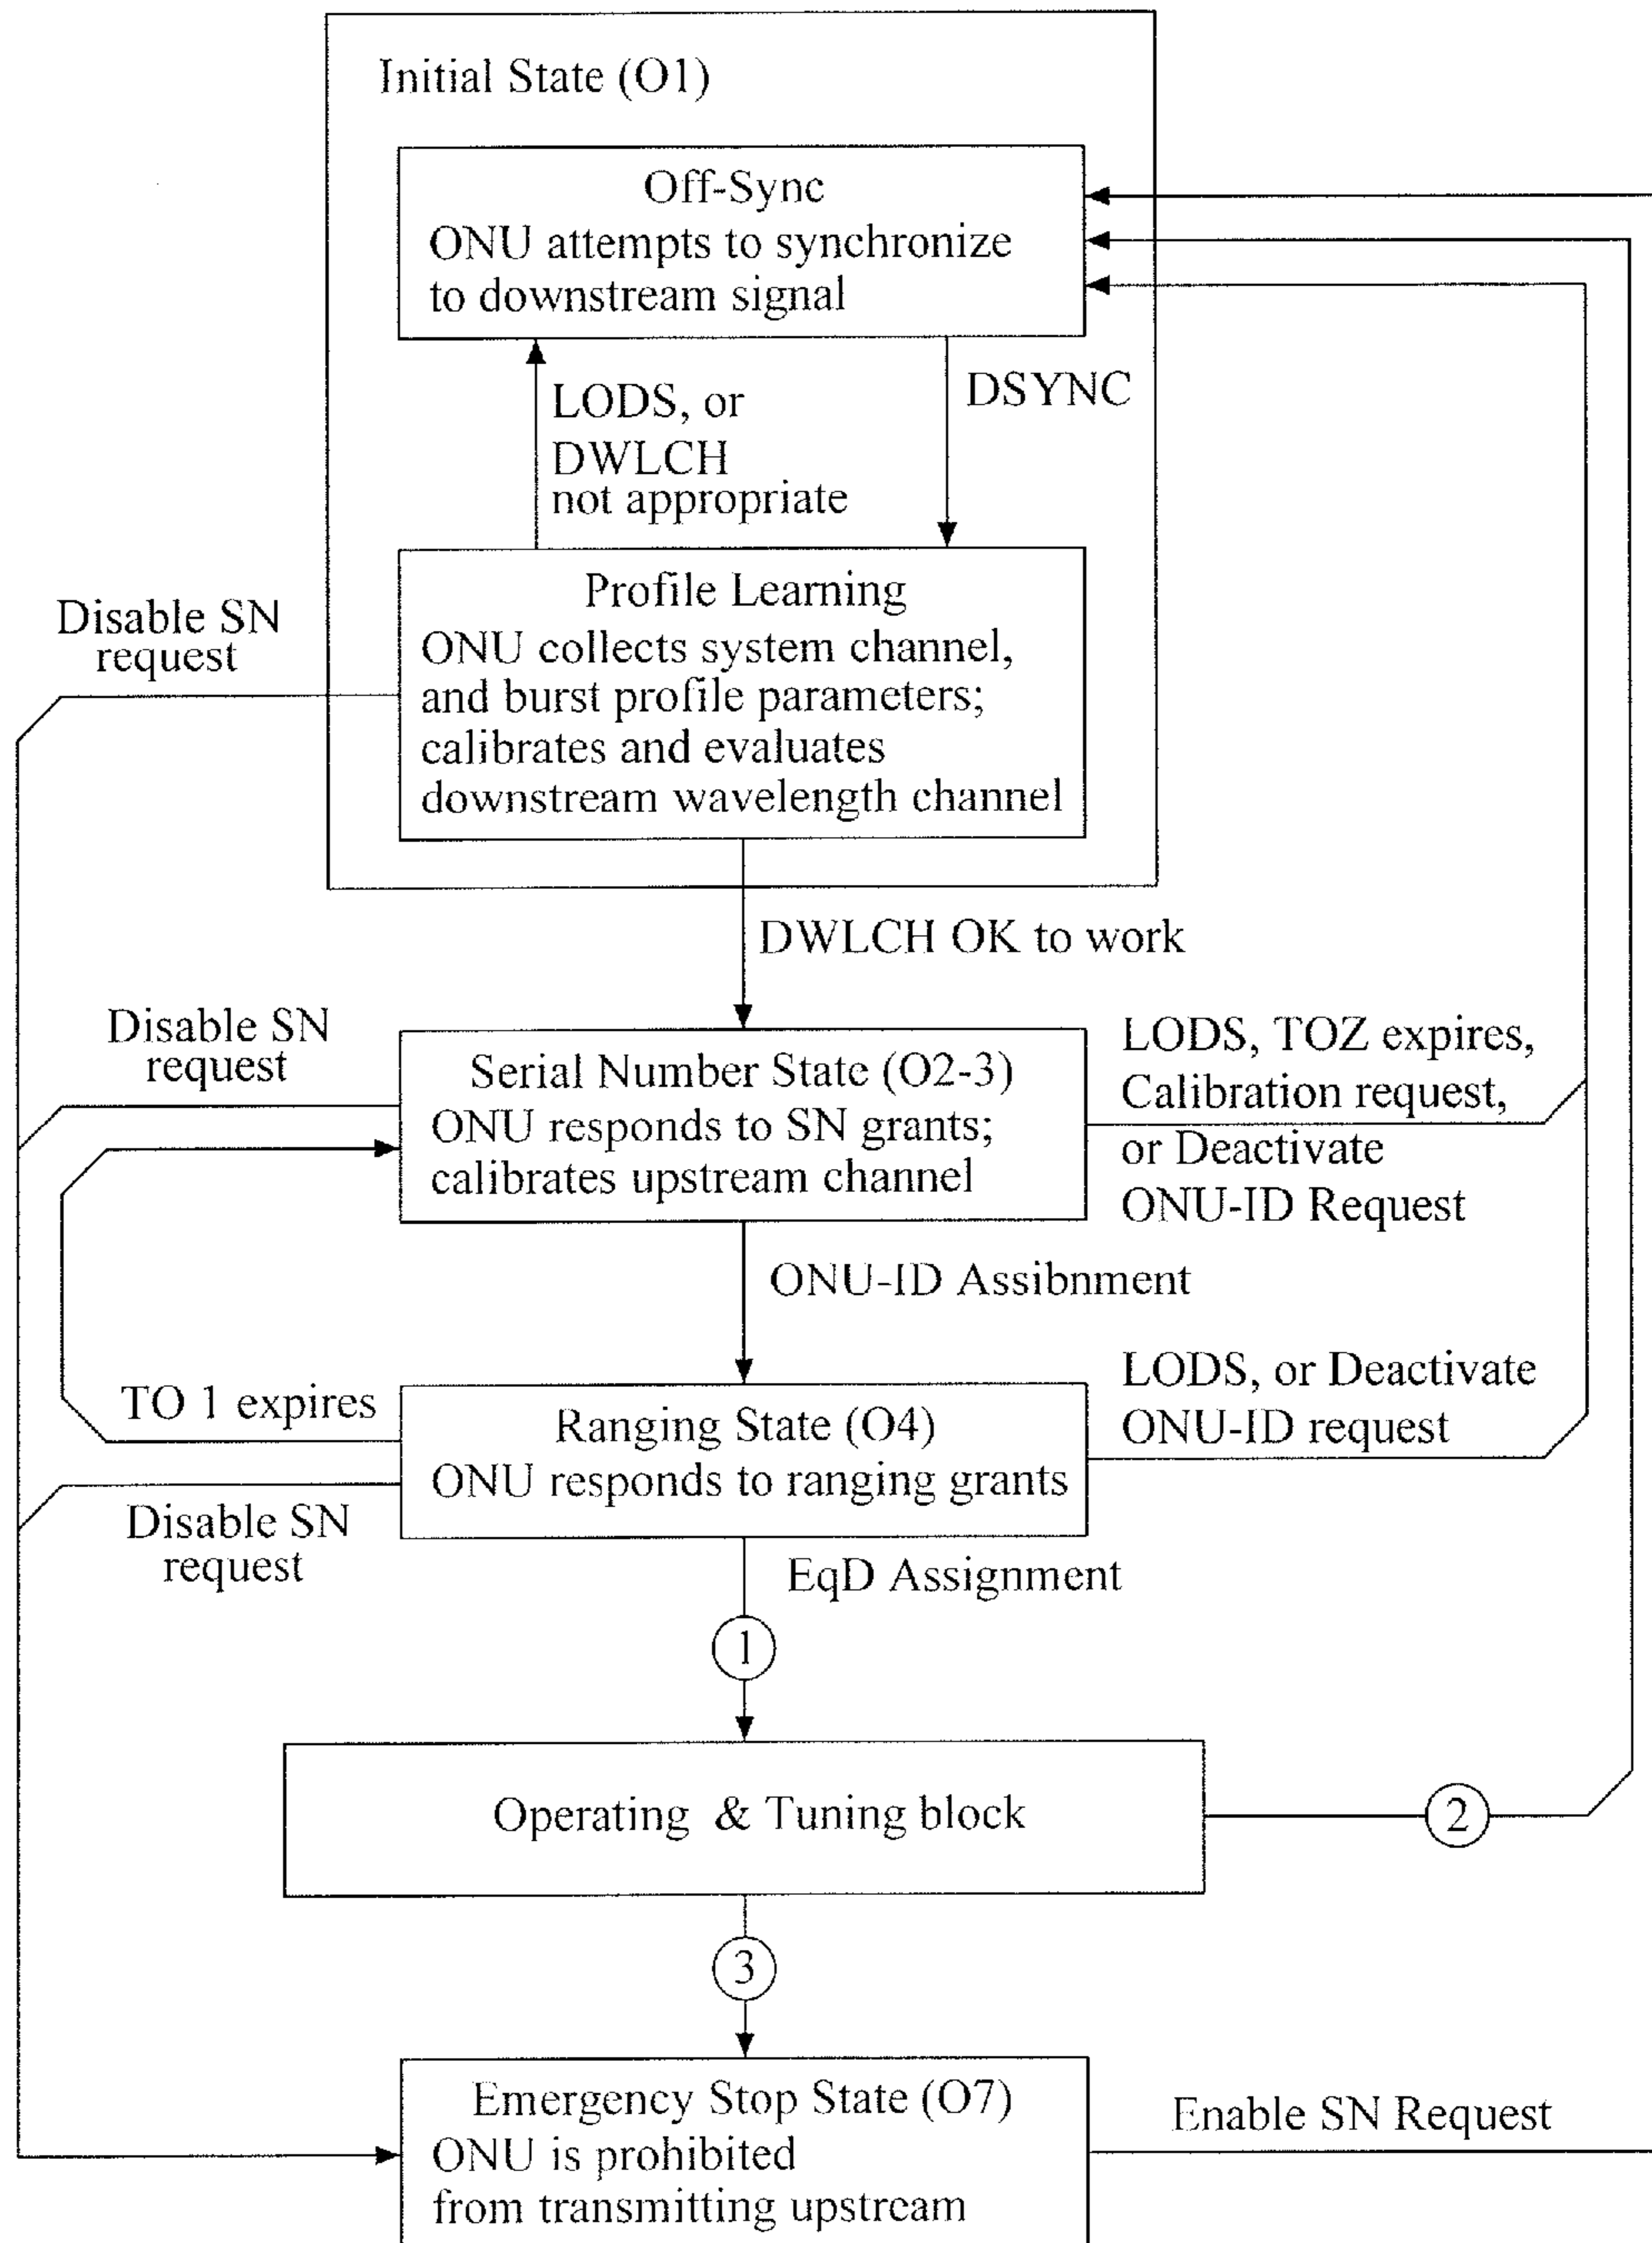 Initial State (O1)
Off-Sync
ONU attempts to synchronize
to downstream signal
LODS, or
DWLCH
not appropriate
DSYNC
Disable SN
request
Profile Learning
ONU collects system channel,
and burst profile parameters;
calibrates and evaluates
downstream wavelength channel
DWLCH OK to work
Disable SN
request
Serial Number State (O2-3)
ONU responds to SN grants;
calibrates upstream channel
LODS, TOZ expires,
Calibration request,
or Deactivate
ONU-ID Request
ONU-ID Assibnment
TO 1 expires
Ranging State (O4)
ONU responds to ranging grants
LODS, or Deactivate
ONU-ID request
Disable SN
request
EqD Assignment
1
Operating & Tuning block
2
3
Emergency Stop State (O7)
ONU is prohibited
from transmitting upstream
Enable SN Request